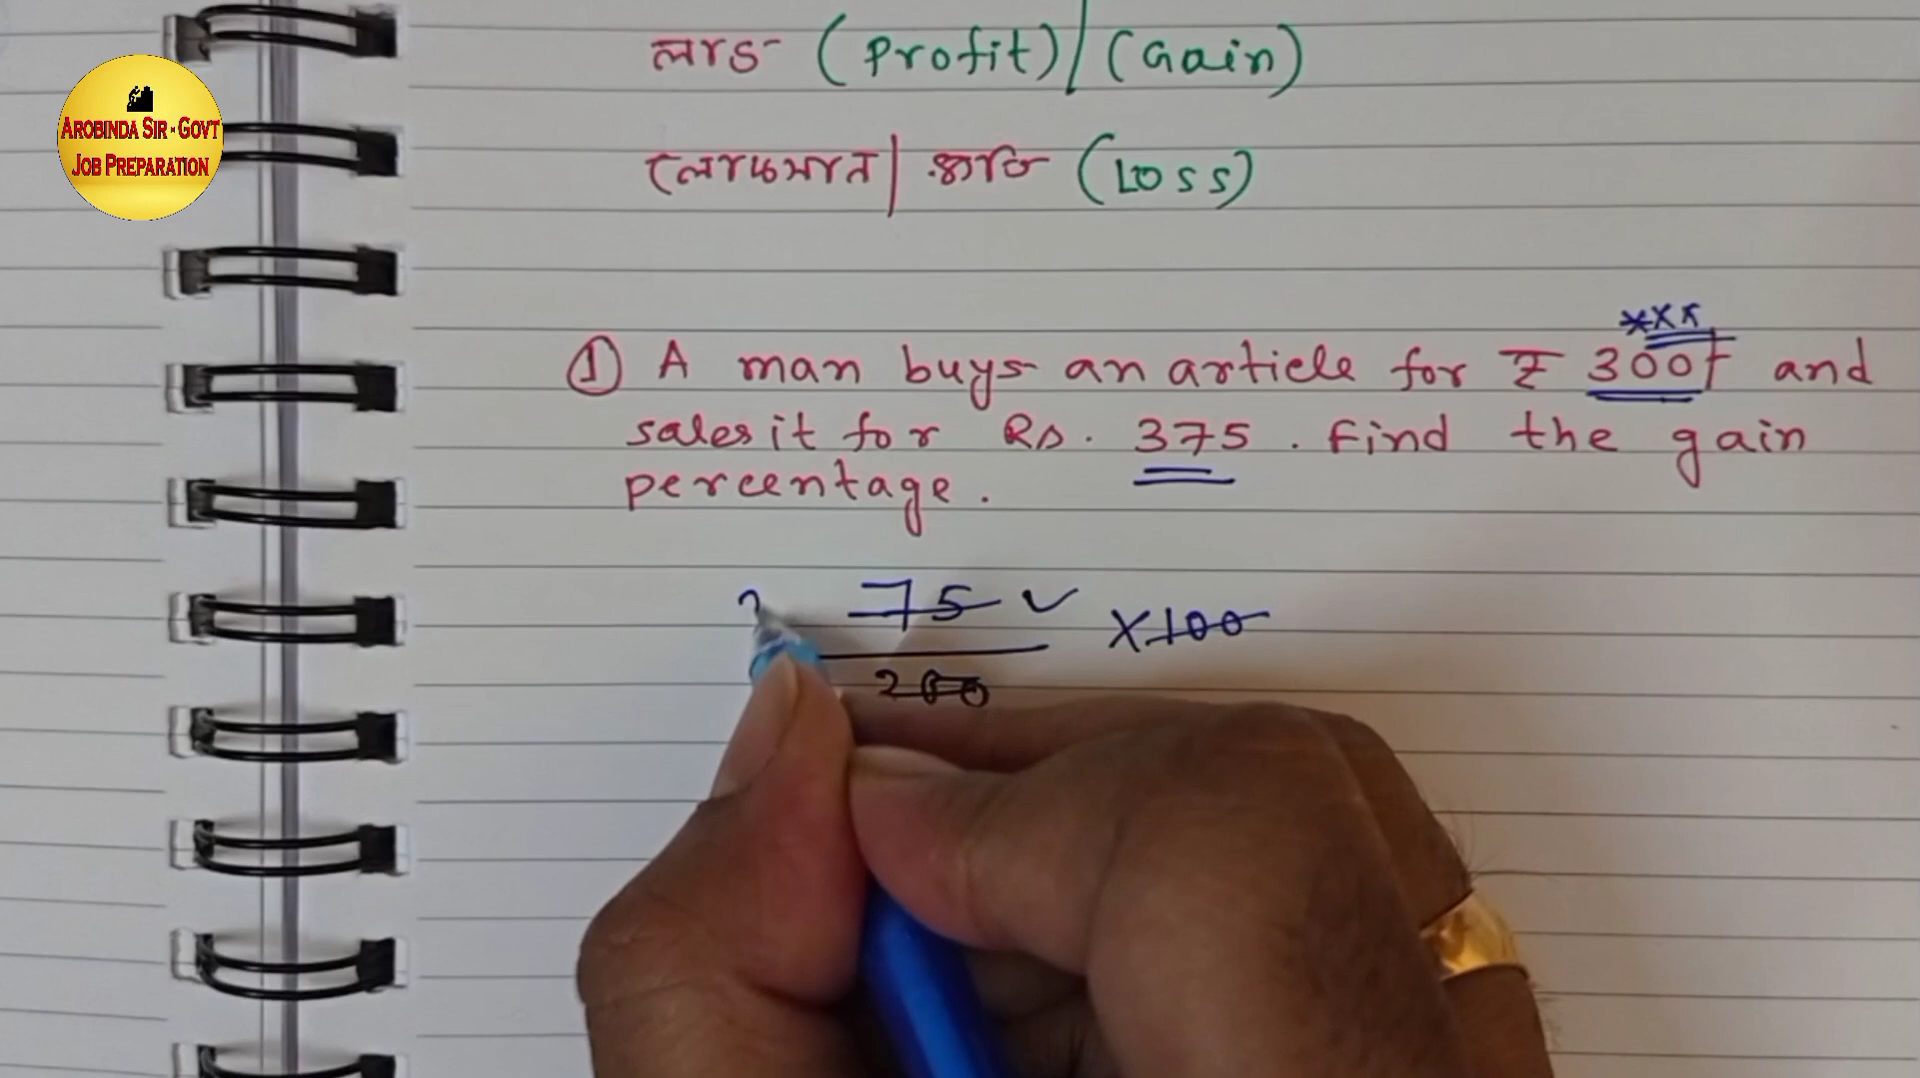 AROBINDA SIR - GOVT
JOB PREPARATION
লাভ (Profit)/(Gain)
লোকসান/ক্ষতি (Loss)
① A man buys an article for ₹ 300/- and
sales it for Rs. 375. Find the gain
percentage.
75 ✓ ×100
200